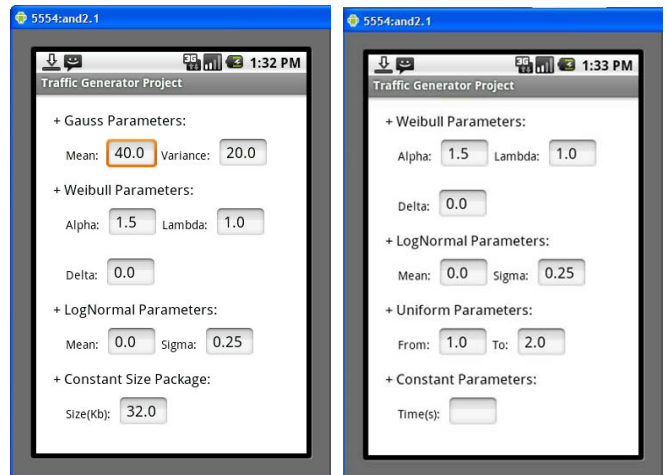 5554:and2.1
3G 1:32 PM
Traffic Generator Project
+ Gauss Parameters:
Mean: 40.0 Variance: 20.0
+ Weibull Parameters:
Alpha: 1.5 Lambda: 1.0
Delta: 0.0
+ LogNormal Parameters:
Mean: 0.0 Sigma: 0.25
+ Constant Size Package:
Size(Kb): 32.0
5554:and2.1
3G 1:33 PM
Traffic Generator Project
+ Weibull Parameters:
Alpha: 1.5 Lambda: 1.0
Delta: 0.0
+ LogNormal Parameters:
Mean: 0.0 Sigma: 0.25
+ Uniform Parameters:
From: 1.0 To: 2.0
+ Constant Parameters:
Time(s):